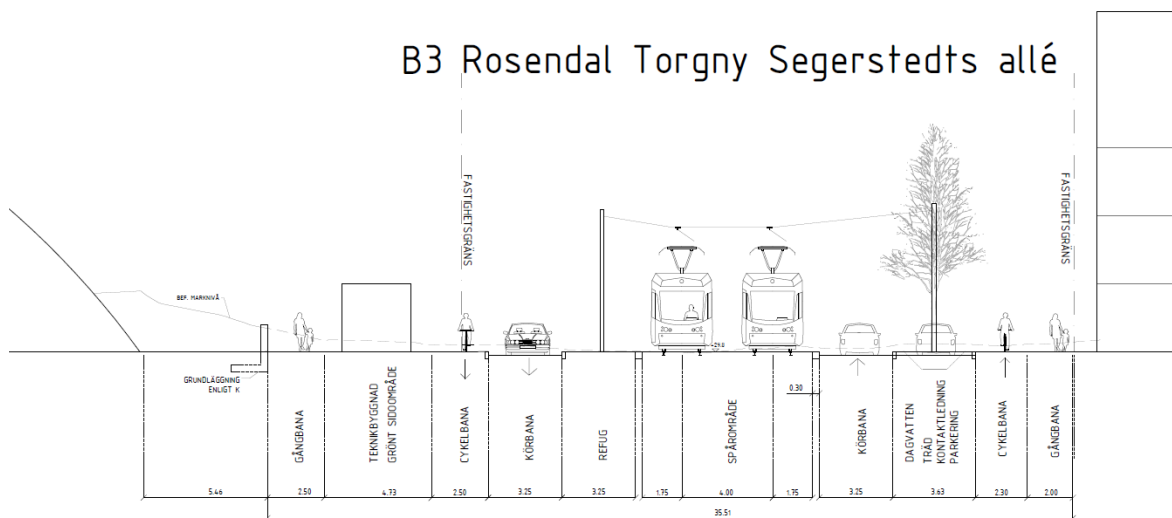 B3 Rosendal Torgny Segerstedts allé
FASTIGHETSGRÄNS
FASTIGHETSGRÄNS
BEF. MARKNIVÅ
+24.0
GRUNDLÄGGNING
ENLIGT K
0.30
GÅNGBANA
TEKNIKBYGGNAD
GRÖNT SIDOOMRÅDE
CYKELBANA
KÖRBANA
REFUG
SPÅROMRÅDE
KÖRBANA
DAGVATTEN
TRÄD
KONTAKTLEDNING
PARKERING
CYKELBANA
GÅNGBANA
5.46 2.50 4.73 2.50 3.25 3.25 1.75 4.00 1.75 3.25 3.63 2.30 2.00
35.51